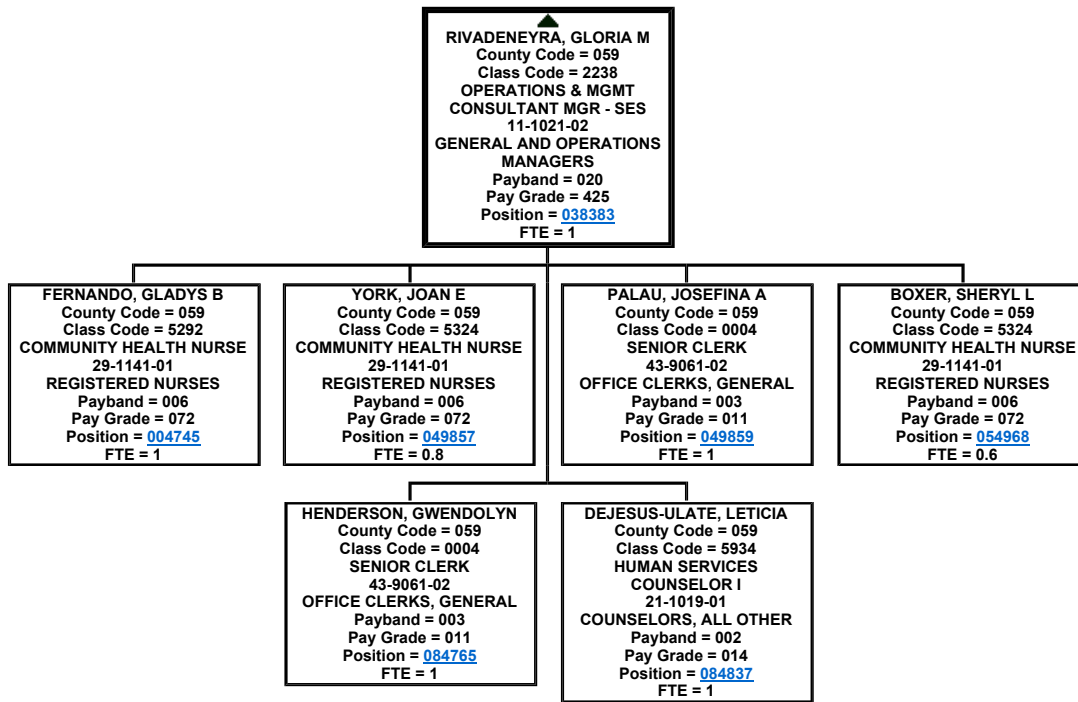 RIVADENEYRA, GLORIA M
County Code = 059
Class Code = 2238
OPERATIONS & MGMT
CONSULTANT MGR - SES
11-1021-02
GENERAL AND OPERATIONS
MANAGERS
Payband = 020
Pay Grade = 425
Position = 038383
FTE = 1
FERNANDO, GLADYS B
County Code = 059
Class Code = 5292
COMMUNITY HEALTH NURSE
29-1141-01
REGISTERED NURSES
Payband = 006
Pay Grade = 072
Position = 004745
FTE = 1
YORK, JOAN E
County Code = 059
Class Code = 5324
COMMUNITY HEALTH NURSE
29-1141-01
REGISTERED NURSES
Payband = 006
Pay Grade = 072
Position = 049857
FTE = 0.8
PALAU, JOSEFINA A
County Code = 059
Class Code = 0004
SENIOR CLERK
43-9061-02
OFFICE CLERKS, GENERAL
Payband = 003
Pay Grade = 011
Position = 049859
FTE = 1
BOXER, SHERYL L
County Code = 059
Class Code = 5324
COMMUNITY HEALTH NURSE
29-1141-01
REGISTERED NURSES
Payband = 006
Pay Grade = 072
Position = 054968
FTE = 0.6
HENDERSON, GWENDOLYN
County Code = 059
Class Code = 0004
SENIOR CLERK
43-9061-02
OFFICE CLERKS, GENERAL
Payband = 003
Pay Grade = 011
Position = 084765
FTE = 1
DEJESUS-ULATE, LETICIA
County Code = 059
Class Code = 5934
HUMAN SERVICES
COUNSELOR I
21-1019-01
COUNSELORS, ALL OTHER
Payband = 002
Pay Grade = 014
Position = 084837
FTE = 1